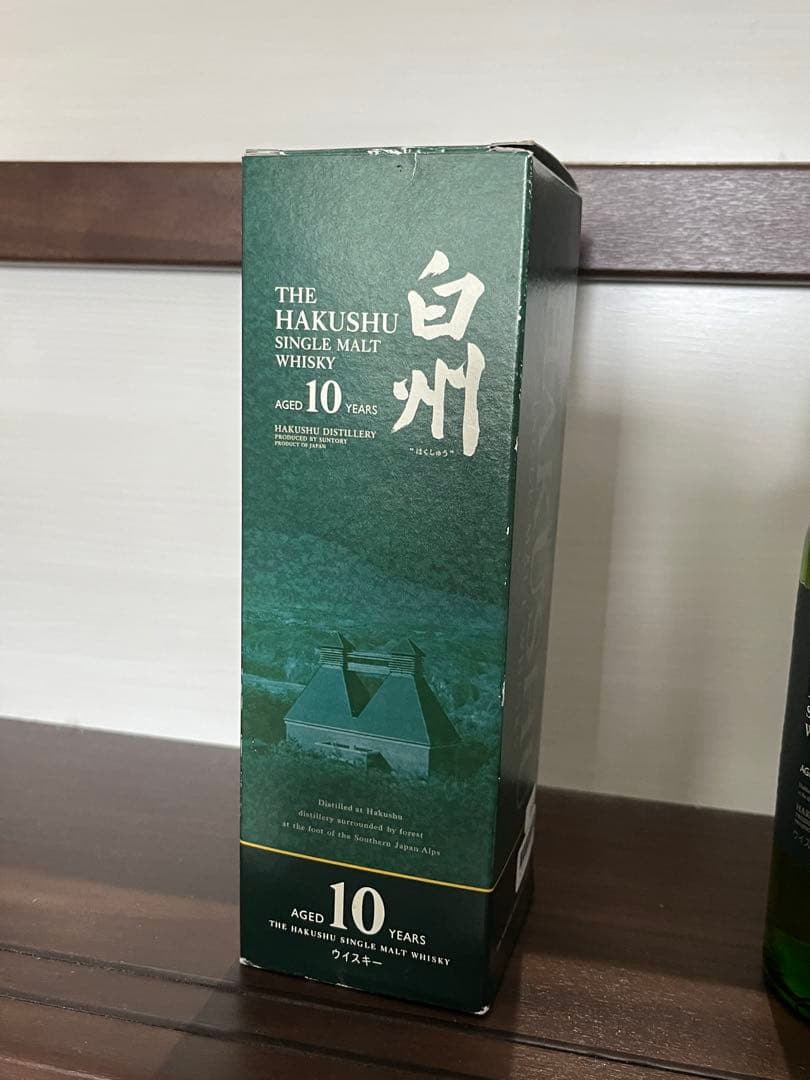 THE
HAKUSHU
SINGLE MALT
WHISKY
AGED 10 YEARS
HAKUSHU DISTILLERY
PRODUCED BY SUNTORY
PRODUCT OF JAPAN
白州
"はくしゅう"
Distilled at Hakushu
distillery surrounded by forest
at the foot of the Southern Japan Alps
AGED 10 YEARS
THE HAKUSHU SINGLE MALT WHISKY
ウイスキー
HAKUSHU